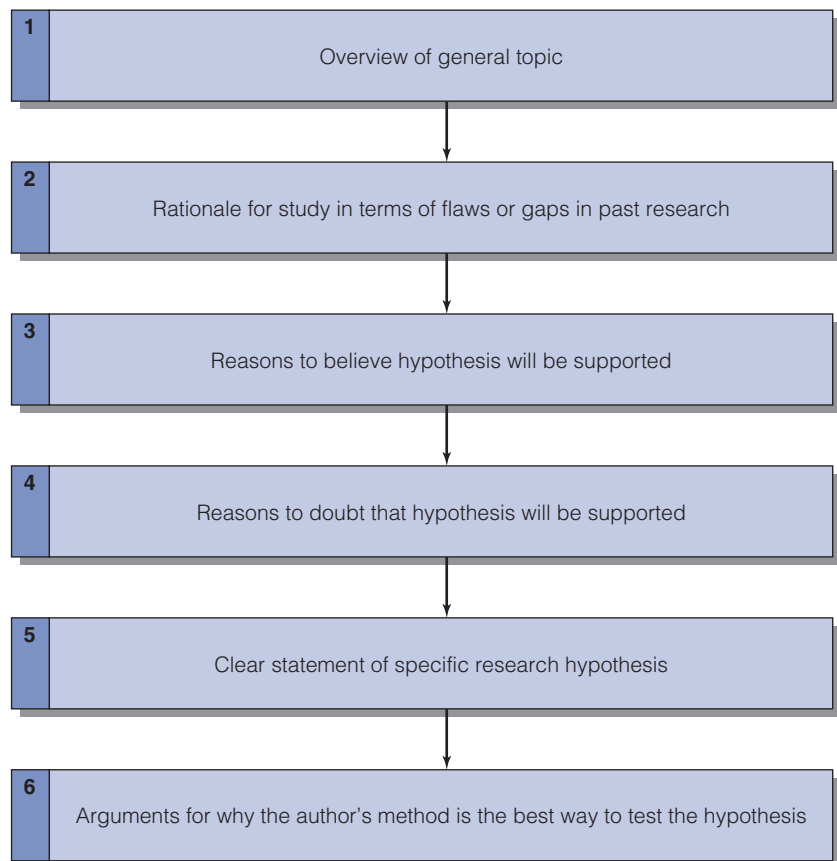 1
Overview of general topic
2
Rationale for study in terms of flaws or gaps in past research
3
Reasons to believe hypothesis will be supported
4
Reasons to doubt that hypothesis will be supported
5
Clear statement of specific research hypothesis
6
Arguments for why the author’s method is the best way to test the hypothesis